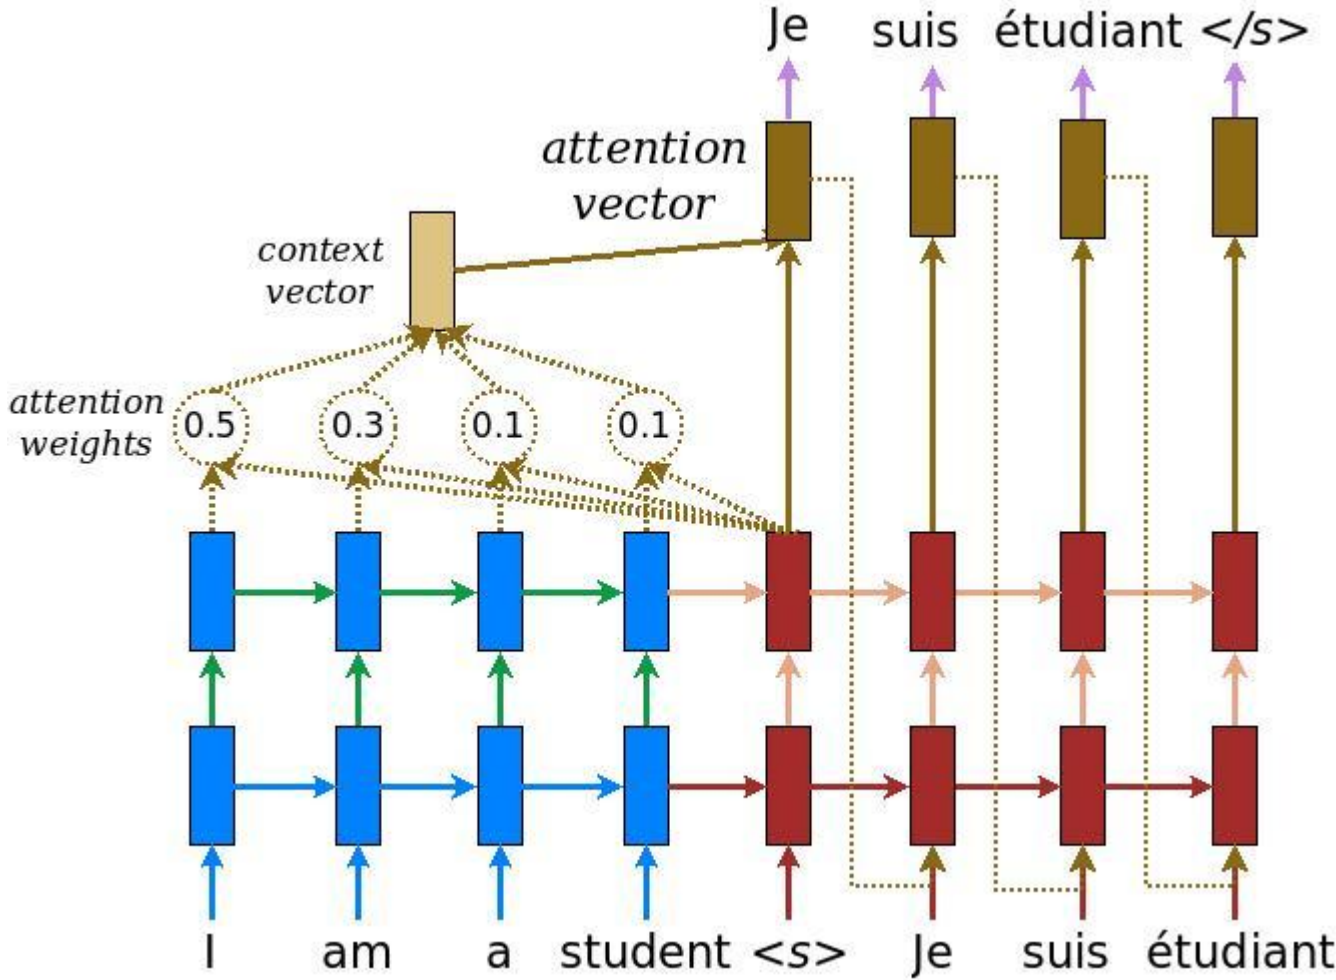 Je suis étudiant </s>
attention
vector
context
vector
attention
weights
0.5 0.3 0.1 0.1
I am a student <s> Je suis étudiant